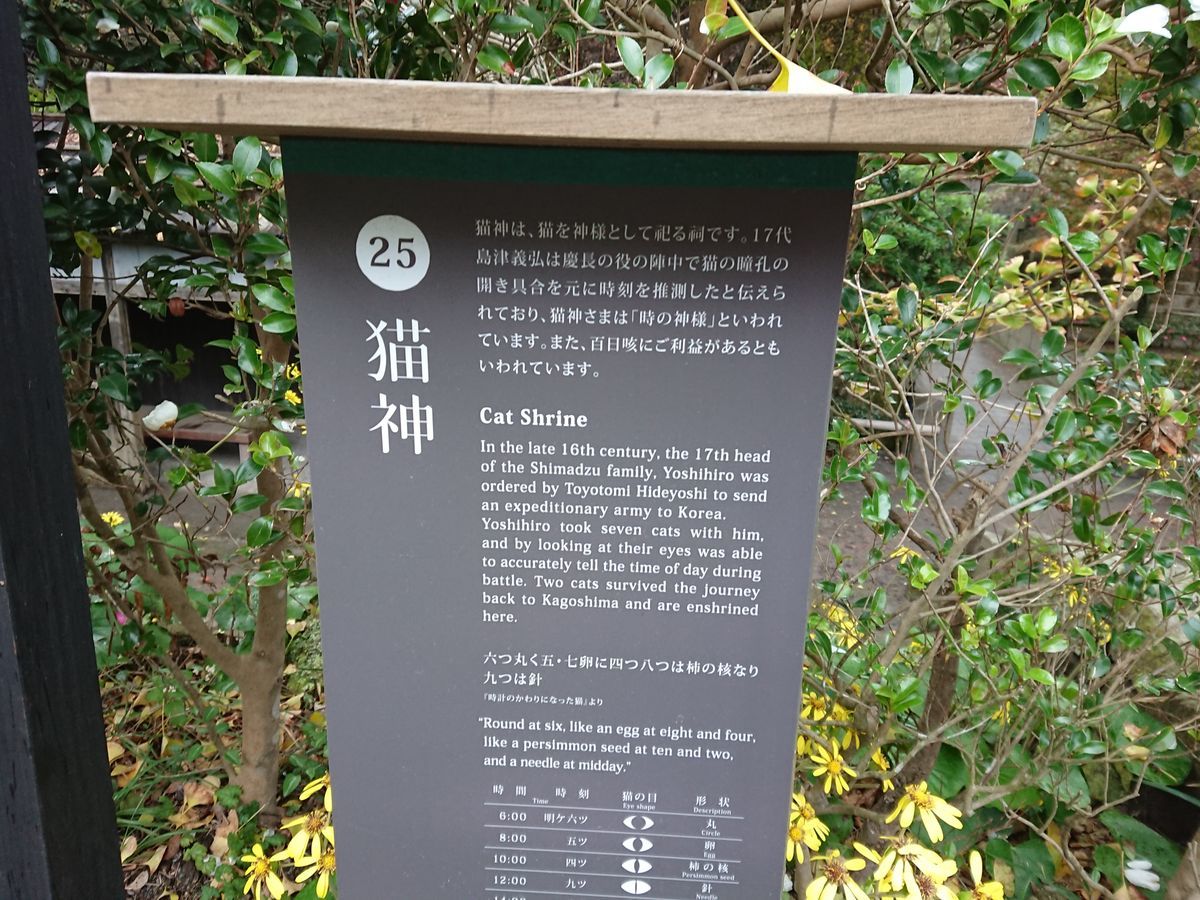 25
猫神
猫神は、猫を神様として祀る祠です。17代
島津義弘は慶長の役の陣中で猫の瞳孔の
開き具合を元に時刻を推測したと伝えら
れており、猫神さまは「時の神様」といわれ
ています。また、百日咳にご利益があるとも
いわれています。
Cat Shrine
In the late 16th century, the 17th head
of the Shimadzu family, Yoshihiro was
ordered by Toyotomi Hideyoshi to send
an expeditionary army to Korea.
Yoshihiro took seven cats with him,
and by looking at their eyes was able
to accurately tell the time of day during
battle. Two cats survived the journey
back to Kagoshima and are enshrined
here.
六つ丸く五・七卵に四つ八つは柿の核なり
九つは針
『時計のかわりになった猫』より
“Round at six, like an egg at eight and four,
like a persimmon seed at ten and two,
and a needle at midday.”
時間 時刻 猫の目 形状
Time Eye shape Description
6:00 明ケ六ツ 丸
Circle
8:00 五ツ 卵
Egg
10:00 四ツ 柿の核
Persimmon seed
12:00 九ツ 針
Needle